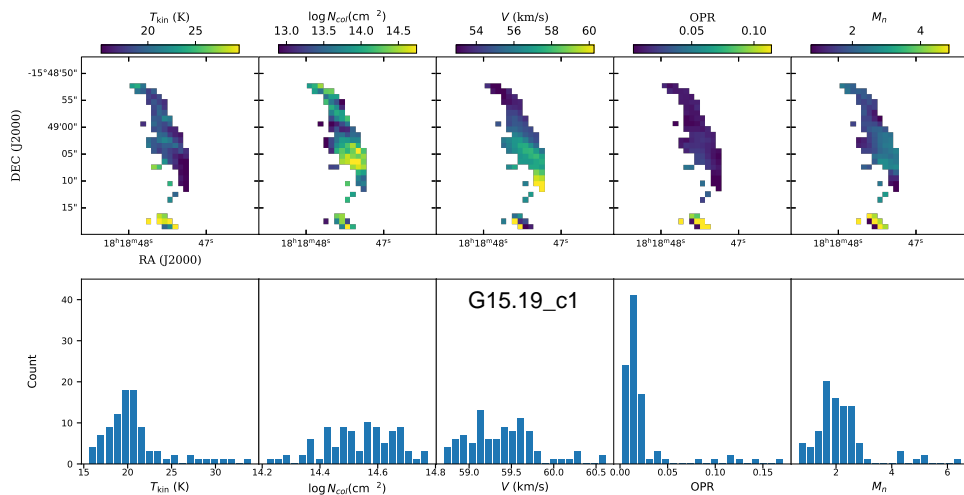 T_kin (K) log N_col(cm ²) V (km/s) OPR M_n
20 25 13.0 13.5 14.0 14.5 54 56 58 60 0.05 0.10 2 4
-15°48'50"
55"
49'00"
05"
10"
15"
DEC (J2000)
18ʰ18ᵐ48ˢ 47ˢ 18ʰ18ᵐ48ˢ 47ˢ 18ʰ18ᵐ48ˢ 47ˢ 18ʰ18ᵐ48ˢ 47ˢ 18ʰ18ᵐ48ˢ 47ˢ
RA (J2000)
G15.19_c1
40
30
20
10
0
Count
15 20 25 30 14.2 14.4 14.6 14.8 59.0 59.5 60.0 60.5 0.00 0.05 0.10 0.15 2 4 6
T_kin (K) log N_col(cm ²) V (km/s) OPR M_n